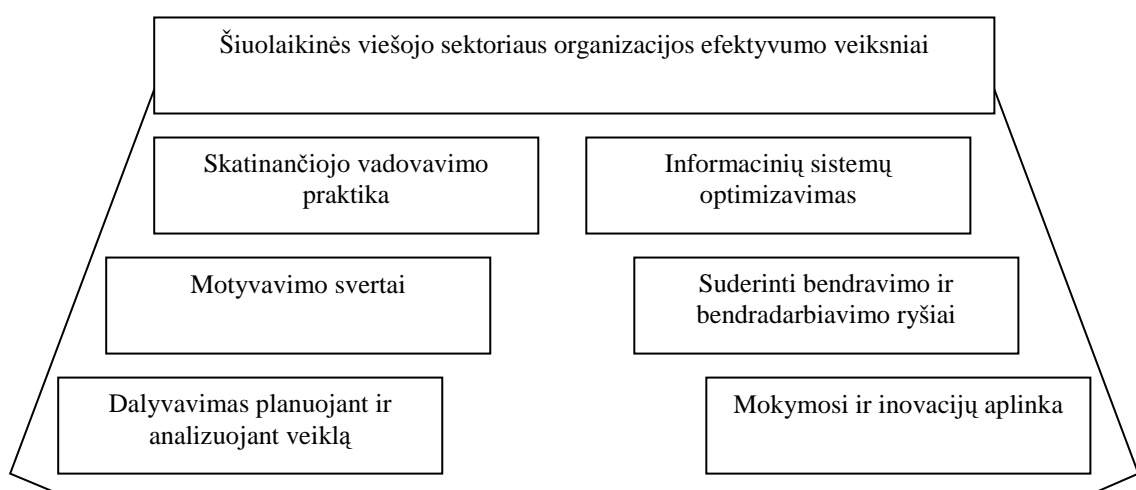 Šiuolaikinės viešojo sektoriaus organizacijos efektyvumo veiksniai
Skatinančiojo vadovavimo
praktika
Informacinių sistemų
optimizavimas
Motyvavimo svertai
Suderinti bendravimo ir
bendradarbiavimo ryšiai
Dalyvavimas planuojant ir
analizuojant veiklą
Mokymosi ir inovacijų aplinka